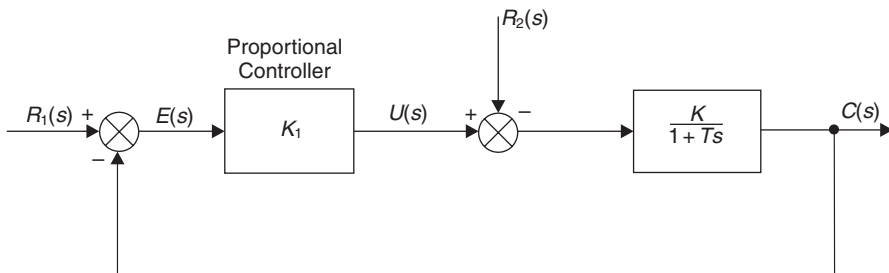 R₂(s)
Proportional
Controller
R₁(s) + E(s) K₁ U(s) + − K C(s)
1 + Ts
−